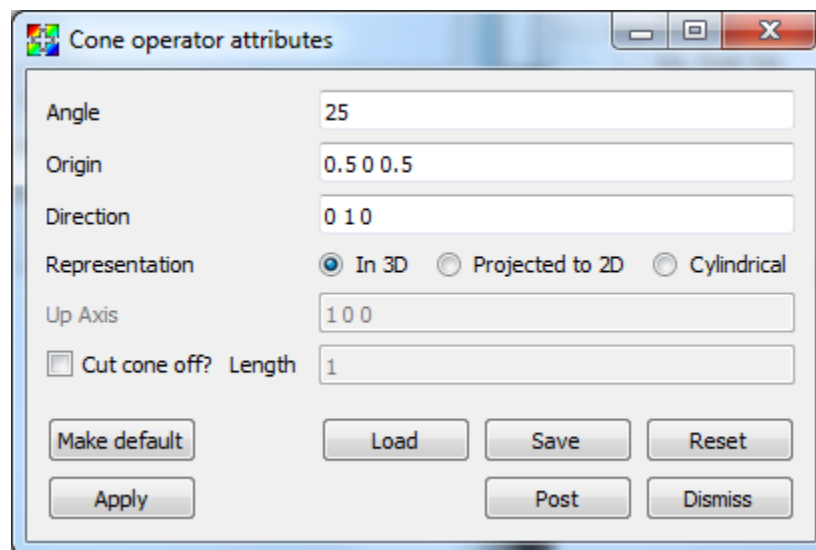 Cone operator attributes
Angle 25
Origin 0.5 0 0.5
Direction 0 1 0
Representation In 3D Projected to 2D Cylindrical
Up Axis 1 0 0
Cut cone off? Length 1
Make default Load Save Reset
Apply Post Dismiss